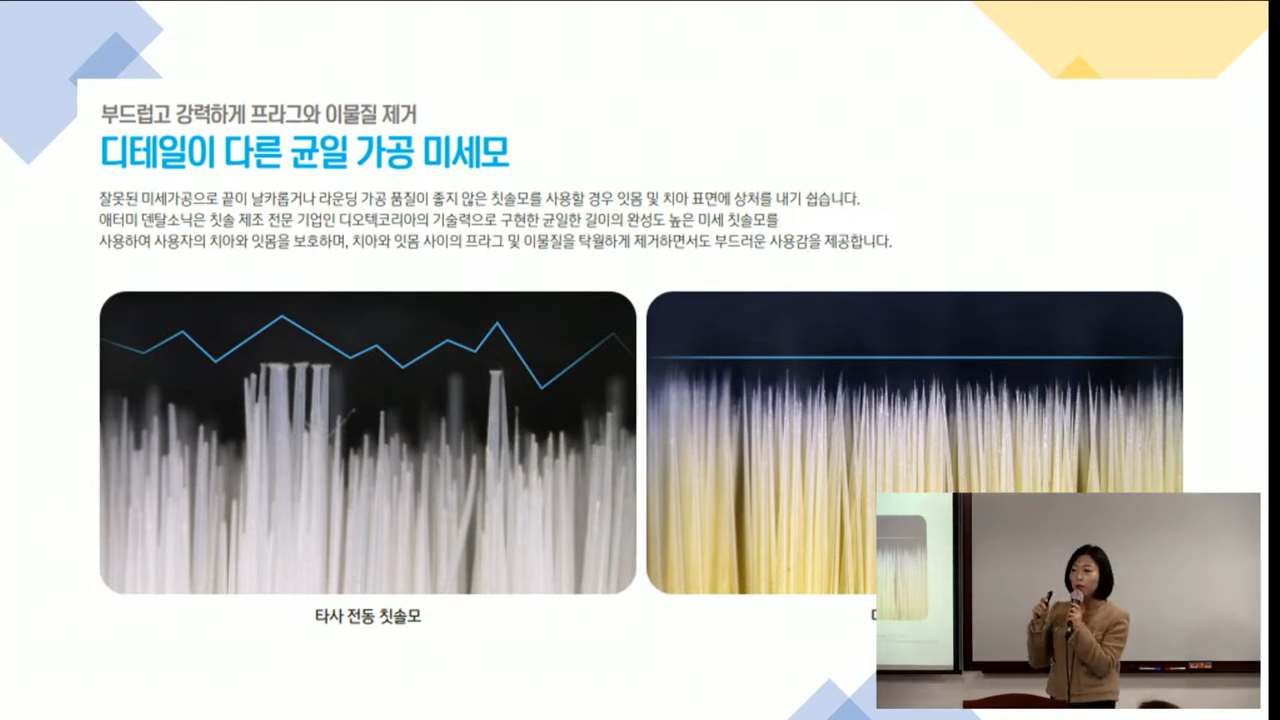 부드럽고 강력하게 프라그와 이물질 제거
디테일이 다른 균일 가공 미세모
잘못된 미세가공으로 끝이 날카롭거나 라운딩 가공 품질이 좋지 않은 칫솔모를 사용할 경우 잇몸 및 치아 표면에 상처를 내기 쉽습니다.
애터미 덴탈소닉은 칫솔 제조 전문 기업인 디오텍코리아의 기술력으로 구현한 균일한 길이의 완성도 높은 미세 칫솔모를
사용하여 사용자의 치아와 잇몸을 보호하며, 치아와 잇몸 사이의 프라그 및 이물질을 탁월하게 제거하면서도 부드러운 사용감을 제공합니다.
타사 전동 칫솔모